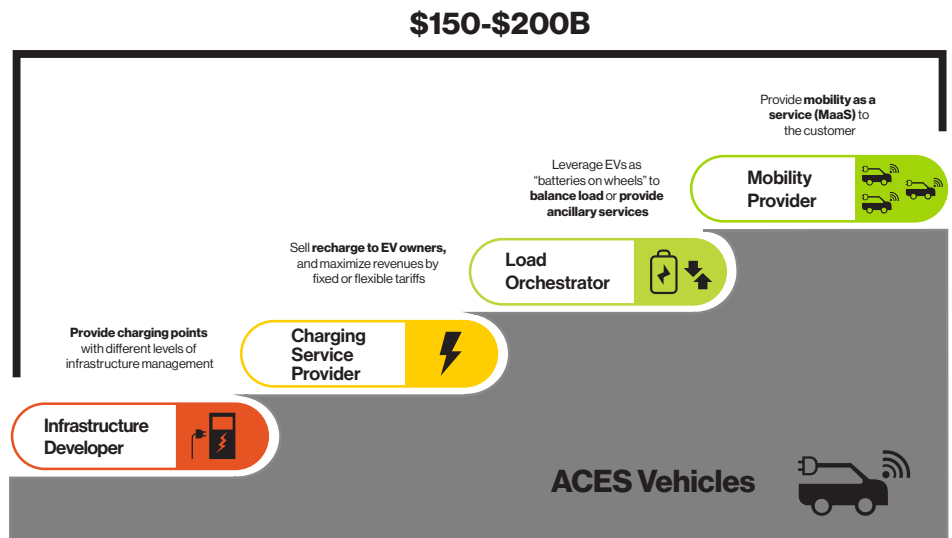 $150-$200B
Provide mobility as a
service (MaaS) to
the customer
Mobility
Provider
Leverage EVs as
“batteries on wheels” to
balance load or provide
ancillary services
Load
Orchestrator
Sell recharge to EV owners,
and maximize revenues by
fixed or flexible tariffs
Charging
Service
Provider
Provide charging points
with different levels of
infrastructure management
Infrastructure
Developer
ACES Vehicles